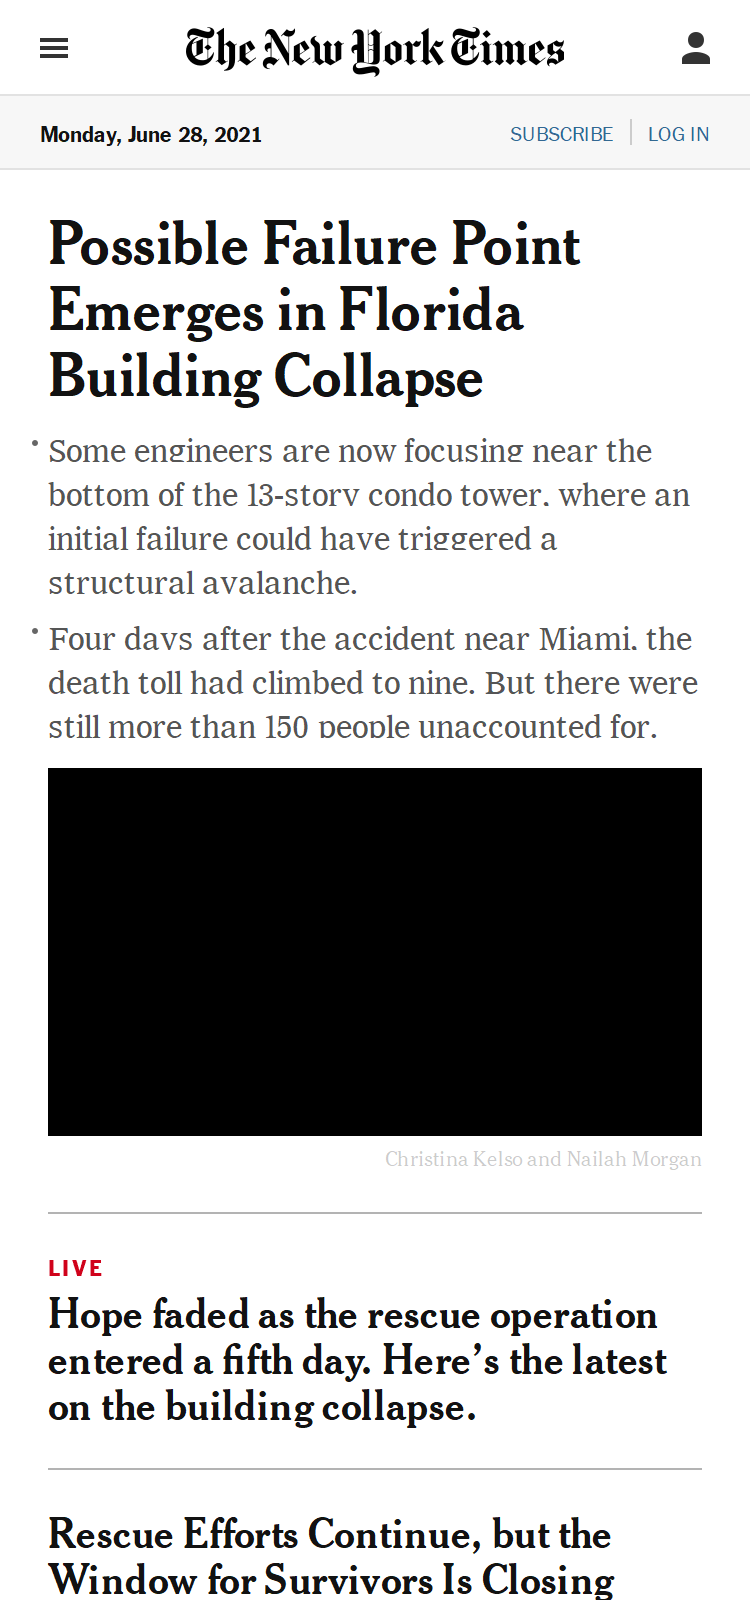 The New York Times
Monday, June 28, 2021
SUBSCRIBE
LOG IN
Possible Failure Point
Emerges in Florida
Building Collapse
Some engineers are now focusing near the
bottom of the 13-story condo tower, where an
initial failure could have triggered a
structural avalanche.
Four days after the accident near Miami, the
death toll had climbed to nine. But there were
still more than 150 people unaccounted for.
Christina Kelso and Nailah Morgan
LIVE
Hope faded as the rescue operation
entered a fifth day. Here’s the latest
on the building collapse.
Rescue Efforts Continue, but the
Window for Survivors Is Closing